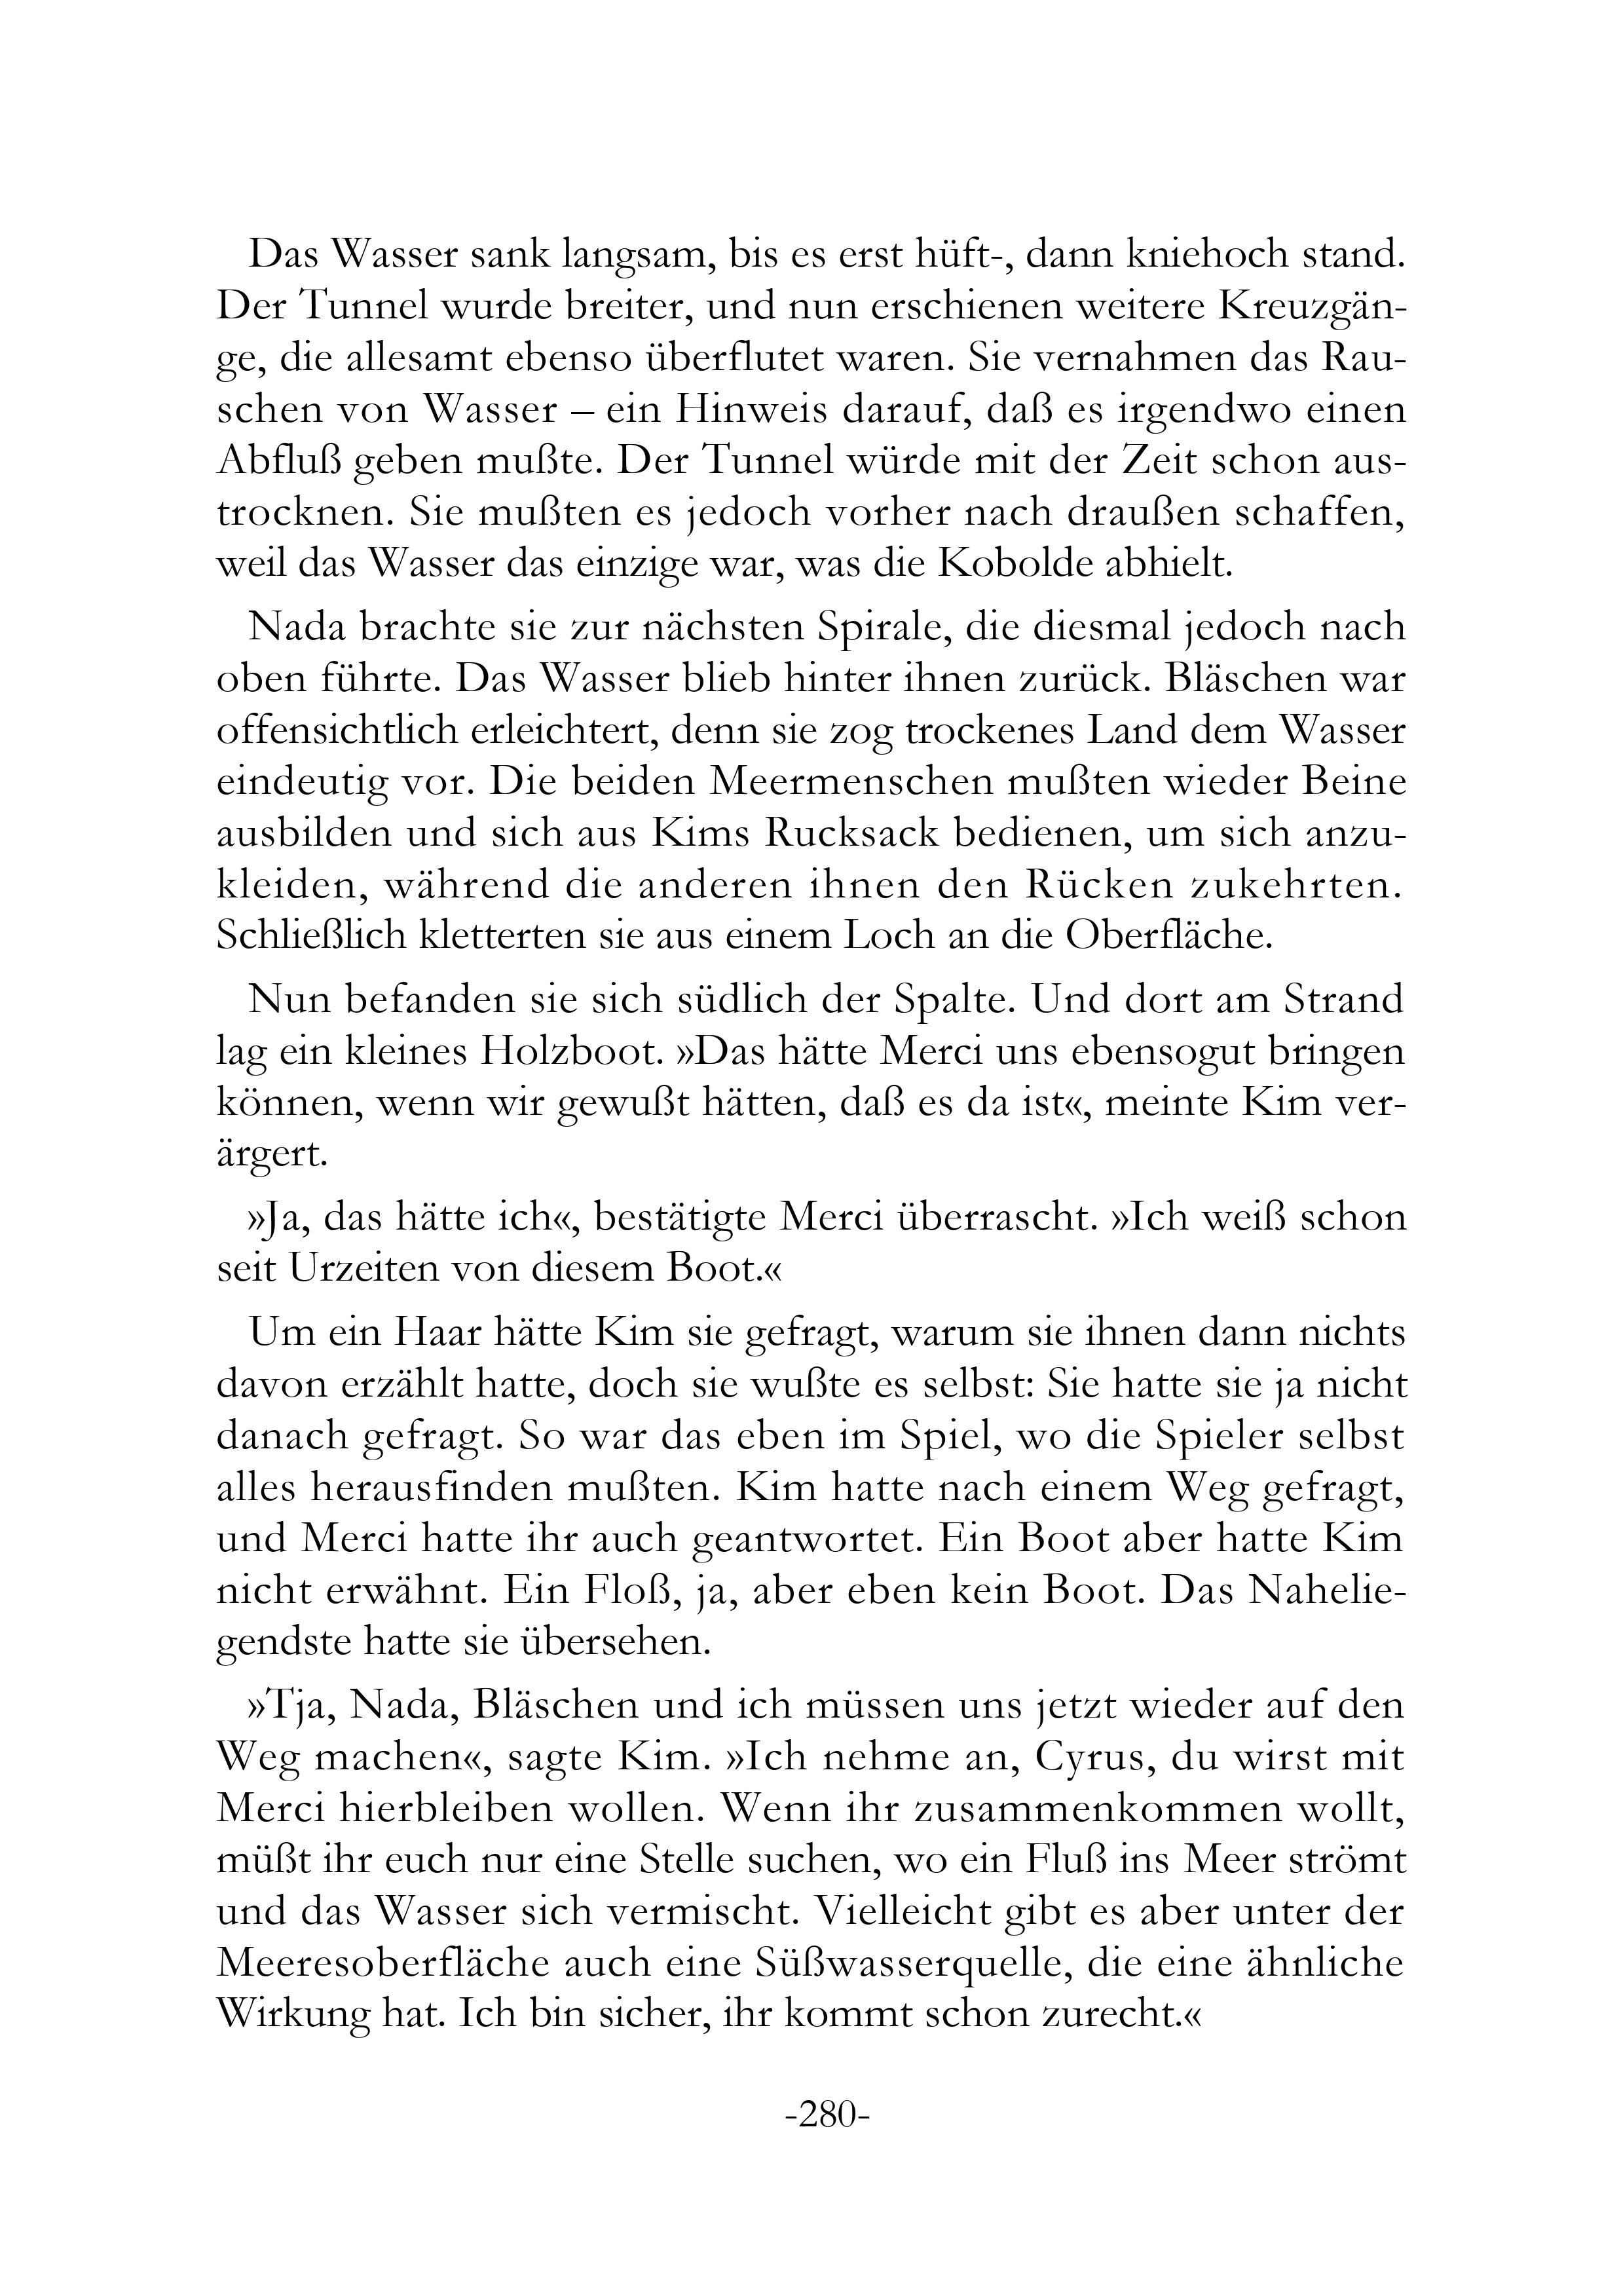 Das Wasser sank langsam, bis es erst hüft-, dann kniehoch stand.
Der Tunnel wurde breiter, und nun erschienen weitere Kreuzgän-
ge, die allesamt ebenso überflutet waren. Sie vernahmen das Rau-
schen von Wasser – ein Hinweis darauf, daß es irgendwo einen
Abfluß geben mußte. Der Tunnel würde mit der Zeit schon aus-
trocknen. Sie mußten es jedoch vorher nach draußen schaffen,
weil das Wasser das einzige war, was die Kobolde abhielt.
Nada brachte sie zur nächsten Spirale, die diesmal jedoch nach
oben führte. Das Wasser blieb hinter ihnen zurück. Bläschen war
offensichtlich erleichtert, denn sie zog trockenes Land dem Wasser
eindeutig vor. Die beiden Meermenschen mußten wieder Beine
ausbilden und sich aus Kims Rucksack bedienen, um sich anzu-
kleiden, während die anderen ihnen den Rücken zukehrten.
Schließlich kletterten sie aus einem Loch an die Oberfläche.
Nun befanden sie sich südlich der Spalte. Und dort am Strand
lag ein kleines Holzboot. »Das hätte Merci uns ebensogut bringen
können, wenn wir gewußt hätten, daß es da ist«, meinte Kim ver-
ärgert.
»Ja, das hätte ich«, bestätigte Merci überrascht. »Ich weiß schon
seit Urzeiten von diesem Boot.«
Um ein Haar hätte Kim sie gefragt, warum sie ihnen dann nichts
davon erzählt hatte, doch sie wußte es selbst: Sie hatte sie ja nicht
danach gefragt. So war das eben im Spiel, wo die Spieler selbst
alles herausfinden mußten. Kim hatte nach einem Weg gefragt,
und Merci hatte ihr auch geantwortet. Ein Boot aber hatte Kim
nicht erwähnt. Ein Floß, ja, aber eben kein Boot. Das Nahelie-
gendste hatte sie übersehen.
»Tja, Nada, Bläschen und ich müssen uns jetzt wieder auf den
Weg machen«, sagte Kim. »Ich nehme an, Cyrus, du wirst mit
Merci hierbleiben wollen. Wenn ihr zusammenkommen wollt,
müßt ihr euch nur eine Stelle suchen, wo ein Fluß ins Meer strömt
und das Wasser sich vermischt. Vielleicht gibt es aber unter der
Meeresoberfläche auch eine Süßwasserquelle, die eine ähnliche
Wirkung hat. Ich bin sicher, ihr kommt schon zurecht.«
-280-